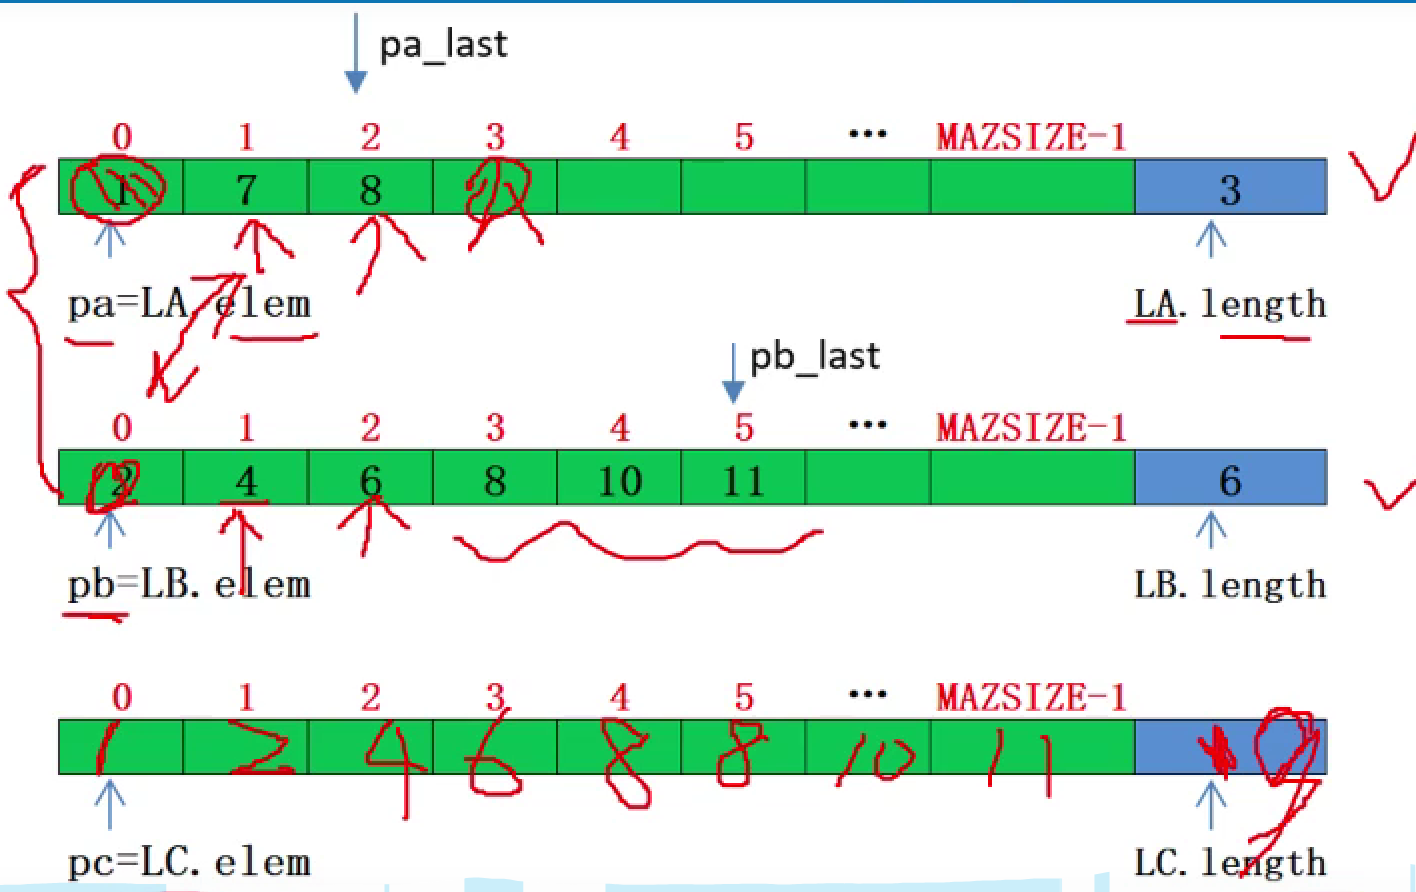 pa_last
0 1 2 3 4 5 ··· MAZSIZE-1
1 7 8 3
pa=LA.elem LA.length
pb_last
0 1 2 3 4 5 ··· MAZSIZE-1
2 4 6 8 10 11 6
pb=LB.elem LB.length
0 1 2 3 4 5 ··· MAZSIZE-1
1 2 4 6 8 8 10 11 9
pc=LC.elem LC.length